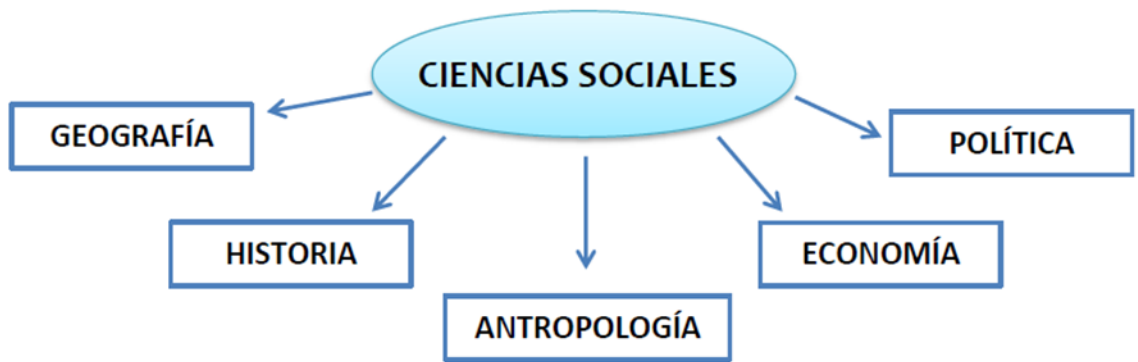 CIENCIAS SOCIALES
GEOGRAFÍA
POLÍTICA
HISTORIA
ECONOMÍA
ANTROPOLOGÍA